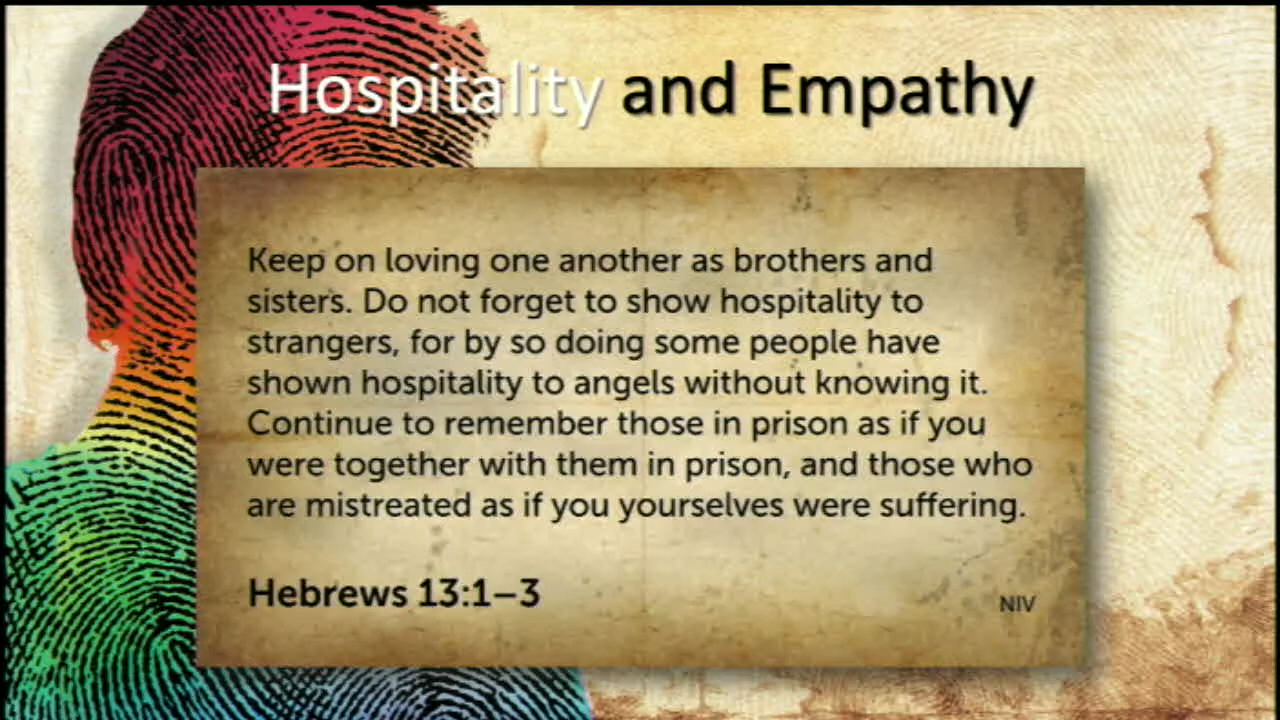 Hospitality and Empathy
Keep on loving one another as brothers and
sisters. Do not forget to show hospitality to
strangers, for by so doing some people have
shown hospitality to angels without knowing it.
Continue to remember those in prison as if you
were together with them in prison, and those who
are mistreated as if you yourselves were suffering.
Hebrews 13:1–3
NIV